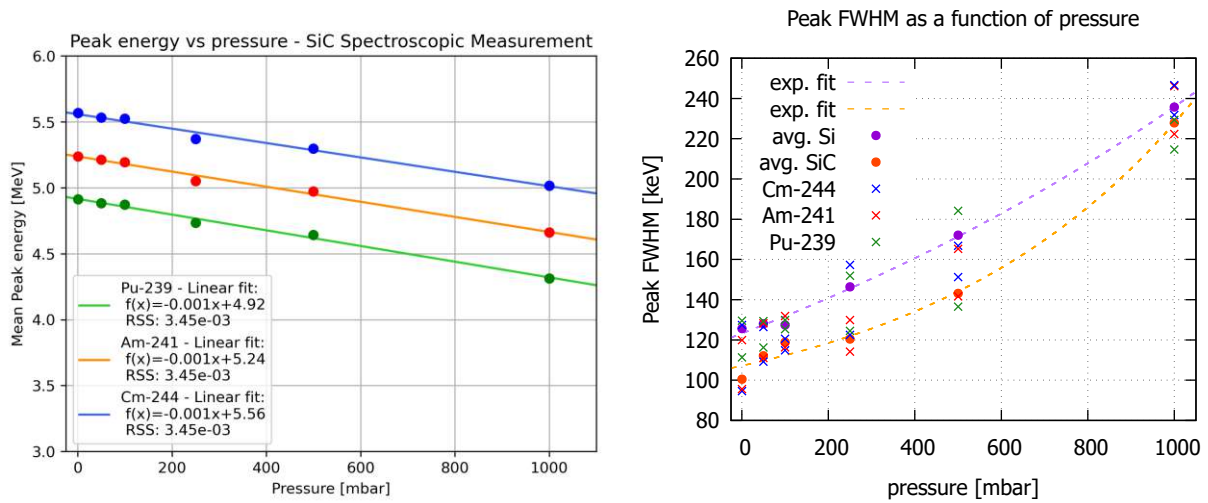 Peak energy vs pressure - SiC Spectroscopic Measurement
6.0
5.5
5.0
4.5
4.0
3.5
3.0
Mean Peak energy [MeV]
Pu-239 - Linear fit:
f(x)=-0.001x+4.92
RSS: 3.45e-03
Am-241 - Linear fit:
f(x)=-0.001x+5.24
RSS: 3.45e-03
Cm-244 - Linear fit:
f(x)=-0.001x+5.56
RSS: 3.45e-03
0 200 400 600 800 1000
Pressure [mbar]
Peak FWHM as a function of pressure
260
240
220
200
180
160
140
120
100
80
Peak FWHM [keV]
exp. fit
exp. fit
avg. Si
avg. SiC
Cm-244
Am-241
Pu-239
0 200 400 600 800 1000
pressure [mbar]